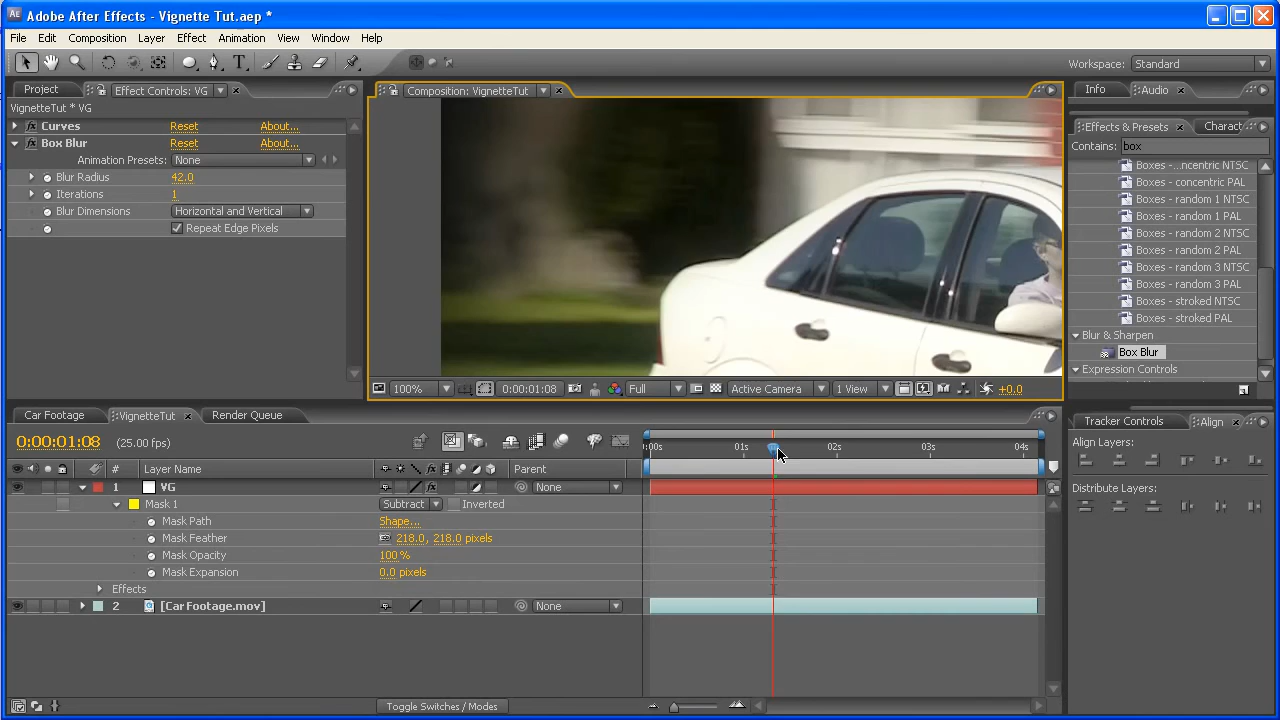 Adobe After Effects - Vignette Tut.aep *
File Edit Composition Layer Effect Animation View Window Help
Workspace: Standard
Project Effect Controls: VG
VignetteTut * VG
Curves Reset About...
Box Blur Reset About...
Animation Presets: None
Blur Radius 42.0
Iterations 1
Blur Dimensions Horizontal and Vertical
Repeat Edge Pixels
Composition: VignetteTut
100% 0:00:01:08 Full Active Camera 1 View +0.0
Info Audio
Effects & Presets Charact
Contains: box
Boxes - ...ncentric NTSC
Boxes - concentric PAL
Boxes - random 1 NTSC
Boxes - random 1 PAL
Boxes - random 2 NTSC
Boxes - random 2 PAL
Boxes - random 3 NTSC
Boxes - random 3 PAL
Boxes - stroked NTSC
Boxes - stroked PAL
Blur & Sharpen
Box Blur
Expression Controls
Car Footage VignetteTut Render Queue
0:00:01:08 (25.00 fps)
:00s 01s 02s 03s 04s
# Layer Name Parent
1 VG None
Mask 1 Subtract Inverted
Mask Path Shape...
Mask Feather 218.0, 218.0 pixels
Mask Opacity 100 %
Mask Expansion 0.0 pixels
Effects
2 [CarFootage.mov] None
Toggle Switches / Modes
Tracker Controls Align
Align Layers:
Distribute Layers: